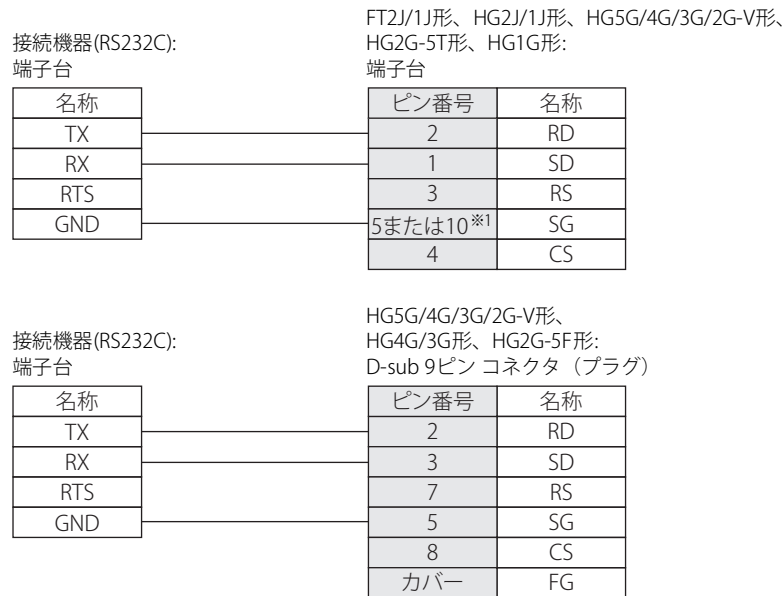 FT2J/1J形、HG2J/1J形、HG5G/4G/3G/2G-V形、
接続機器(RS232C): HG2G-5T形、HG1G形:
端子台 端子台
名称 ピン番号 名称
TX 2 RD
RX 1 SD
RTS 3 RS
GND 5または10※1 SG
4 CS
HG5G/4G/3G/2G-V形、
接続機器(RS232C): HG4G/3G形、HG2G-5F形:
端子台 D-sub 9ピン コネクタ（プラグ）
名称 ピン番号 名称
TX 2 RD
RX 3 SD
RTS 7 RS
GND 5 SG
8 CS
カバー FG